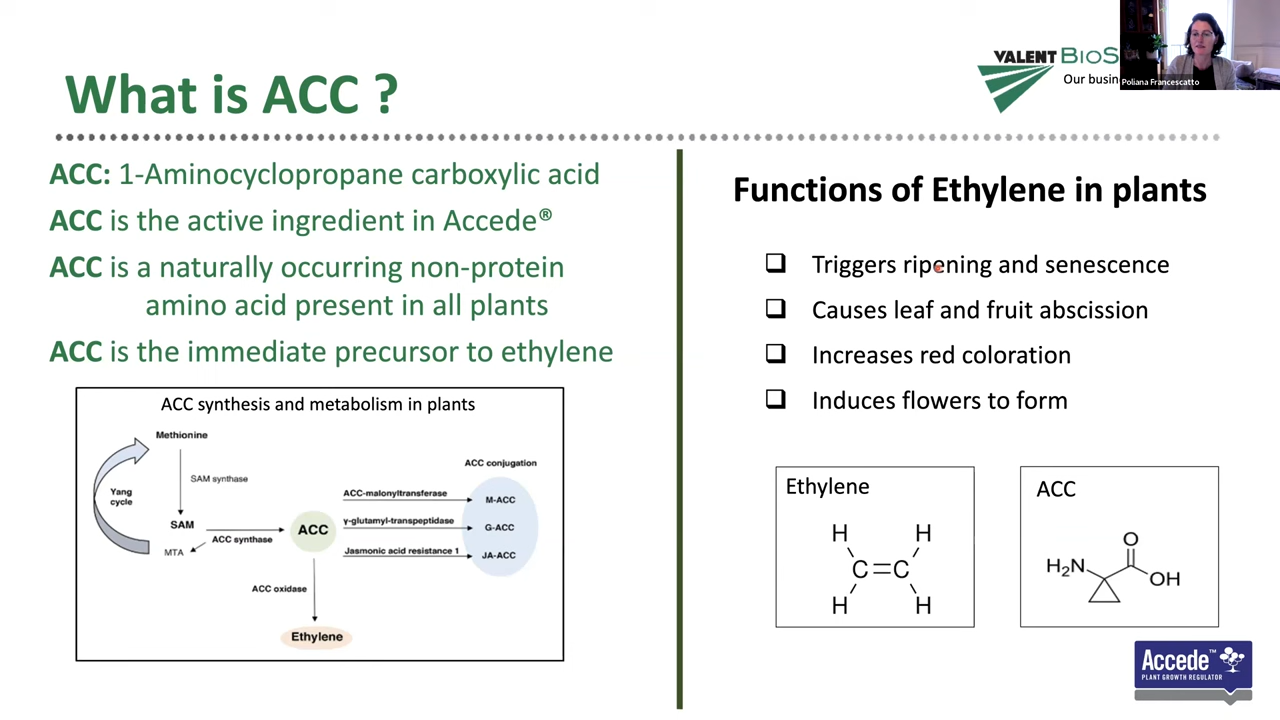 What is ACC ?
VALENT BioS
Our busin
Poliana Francescatto
ACC: 1-Aminocyclopropane carboxylic acid
ACC is the active ingredient in Accede®
ACC is a naturally occurring non-protein
amino acid present in all plants
ACC is the immediate precursor to ethylene
ACC synthesis and metabolism in plants
Methionine
SAM synthase
Yang
cycle
SAM
MTA
ACC synthase
ACC
ACC conjugation
ACC-malonyltransferase
M-ACC
γ-glutamyl-transpeptidase
G-ACC
Jasmonic acid resistance 1
JA-ACC
ACC oxidase
Ethylene
Functions of Ethylene in plants
Triggers ripening and senescence
Causes leaf and fruit abscission
Increases red coloration
Induces flowers to form
Ethylene
H H
C=C
H H
ACC
O
H₂N
OH
Accede™
PLANT GROWTH REGULATOR